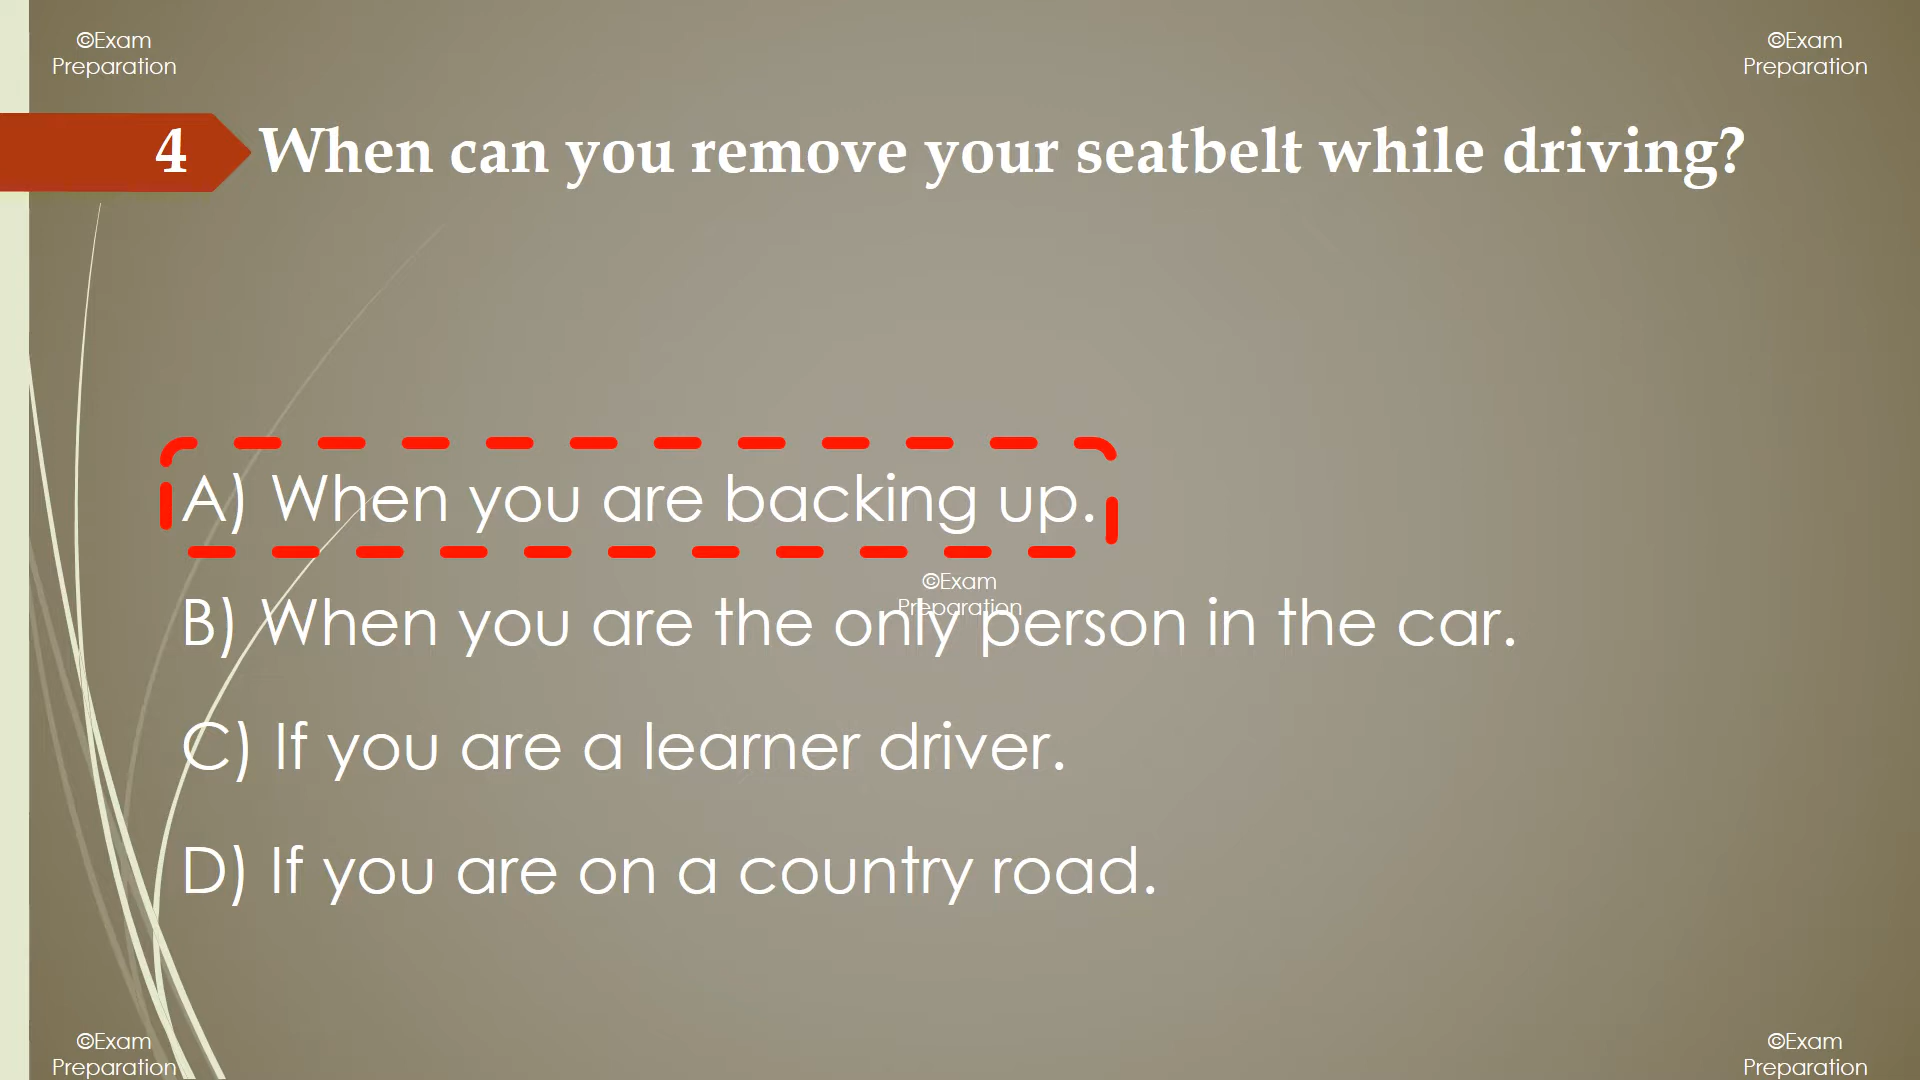 ©Exam
Preparation
©Exam
Preparation
4
When can you remove your seatbelt while driving?
A) When you are backing up.
©Exam
Preparation
B) When you are the only person in the car.
C) If you are a learner driver.
D) If you are on a country road.
©Exam
Preparation
©Exam
Preparation